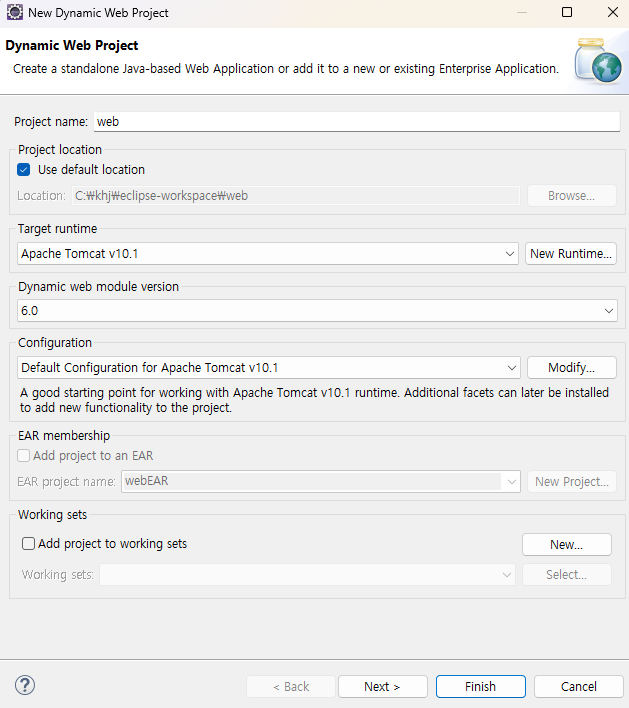 New Dynamic Web Project
Dynamic Web Project
Create a standalone Java-based Web Application or add it to a new or existing Enterprise Application.
Project name: web
Project location
Use default location
Location: C:₩khj₩eclipse-workspace₩web Browse...
Target runtime
Apache Tomcat v10.1 New Runtime...
Dynamic web module version
6.0
Configuration
Default Configuration for Apache Tomcat v10.1 Modify...
A good starting point for working with Apache Tomcat v10.1 runtime. Additional facets can later be installed
to add new functionality to the project.
EAR membership
Add project to an EAR
EAR project name: webEAR New Project...
Working sets
Add project to working sets New...
Working sets: Select...
? < Back Next > Finish Cancel